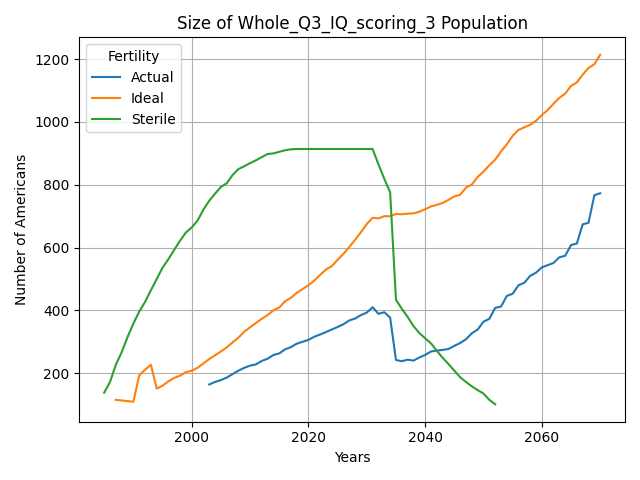 Size of Whole_Q3_IQ_scoring_3 Population
Fertility
Actual
Ideal
Sterile
1200
1000
800
600
400
200
Number of Americans
2000
2020
2040
2060
Years